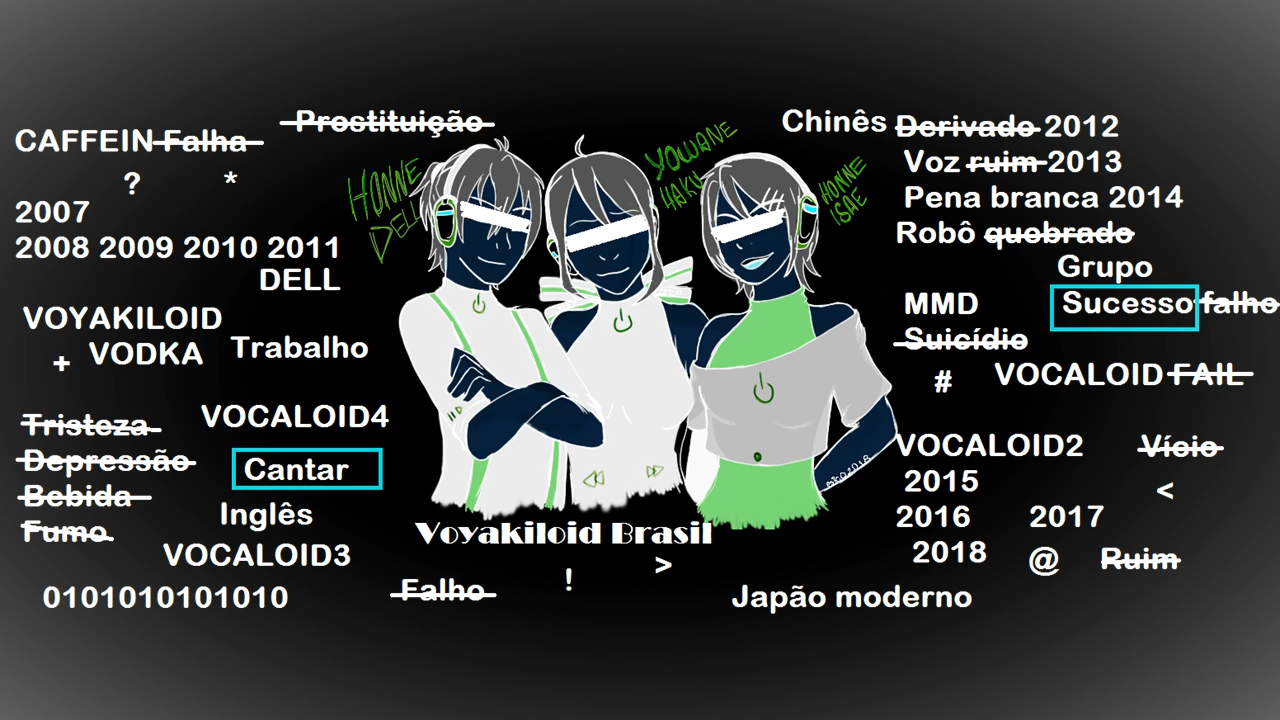 Prostituição
CAFFEIN Falha
? *
2007
2008 2009 2010 2011
DELL
VOYAKILOID
+ VODKA
Trabalho
VOCALOID4
Tristeza
Depressão
Cantar
Bebida
Fumo
Inglês
VOCALOID3
0101010101010
HONNE
DELL
YOWANE
HAKU
HONNE
ISAE
Voyakiloid Brasil
>
!
Falho
Chinês
Derivado 2012
Voz ruim 2013
Pena branca 2014
Robô quebrado
Grupo
MMD
Sucesso falho
Suicídio
#
VOCALOID FAIL
VOCALOID2
Vício
2015
<
2016 2017
2018
@ Ruim
Japão moderno